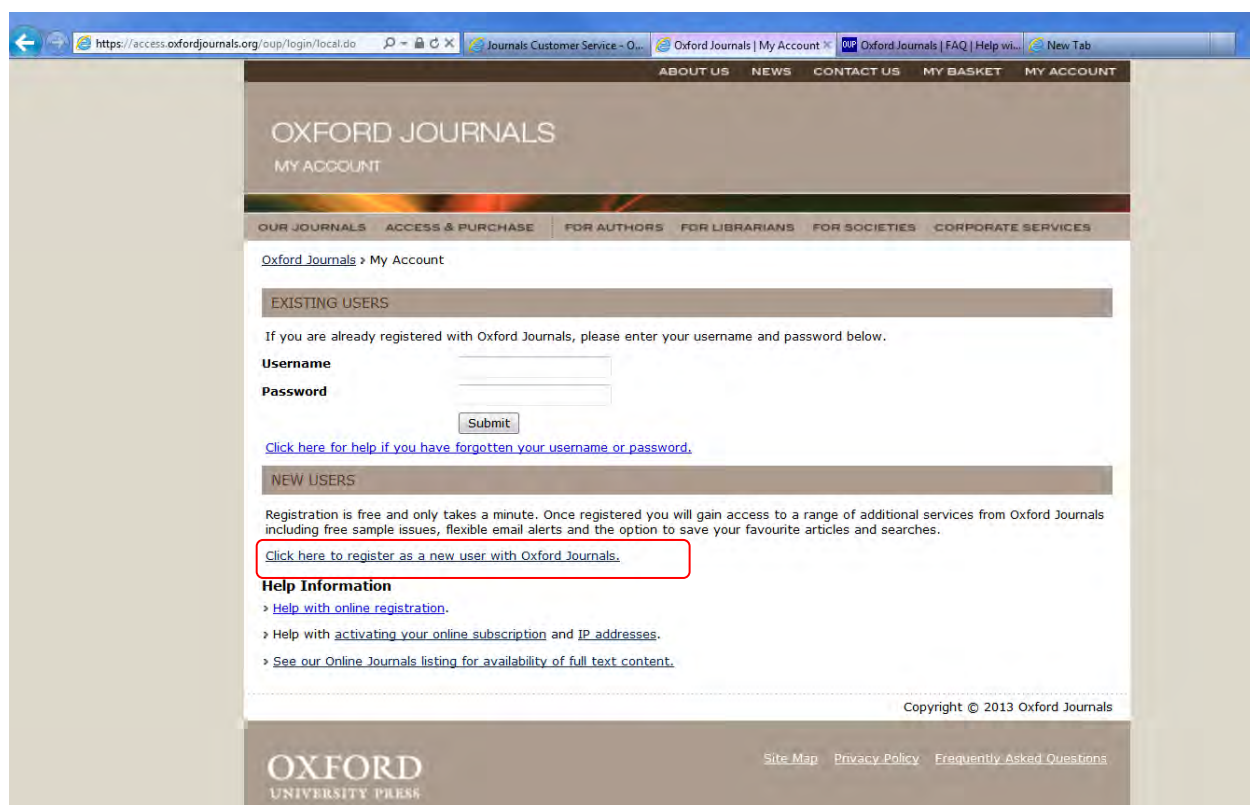 https://access.oxfordjournals.org/oup/login/local.do
Journals Customer Service - O...
Oxford Journals | My Account
OUP Oxford Journals | FAQ | Help wi...
New Tab
ABOUT US NEWS CONTACT US MY BASKET MY ACCOUNT
OXFORD JOURNALS
MY ACCOUNT
OUR JOURNALS ACCESS & PURCHASE FOR AUTHORS FOR LIBRARIANS FOR SOCIETIES CORPORATE SERVICES
Oxford Journals > My Account
EXISTING USERS
If you are already registered with Oxford Journals, please enter your username and password below.
Username
Password
Submit
Click here for help if you have forgotten your username or password.
NEW USERS
Registration is free and only takes a minute. Once registered you will gain access to a range of additional services from Oxford Journals
including free sample issues, flexible email alerts and the option to save your favourite articles and searches.
Click here to register as a new user with Oxford Journals.
Help Information
> Help with online registration.
> Help with activating your online subscription and IP addresses.
> See our Online Journals listing for availability of full text content.
Copyright © 2013 Oxford Journals
OXFORD
UNIVERSITY PRESS
Site Map Privacy Policy Frequently Asked Questions